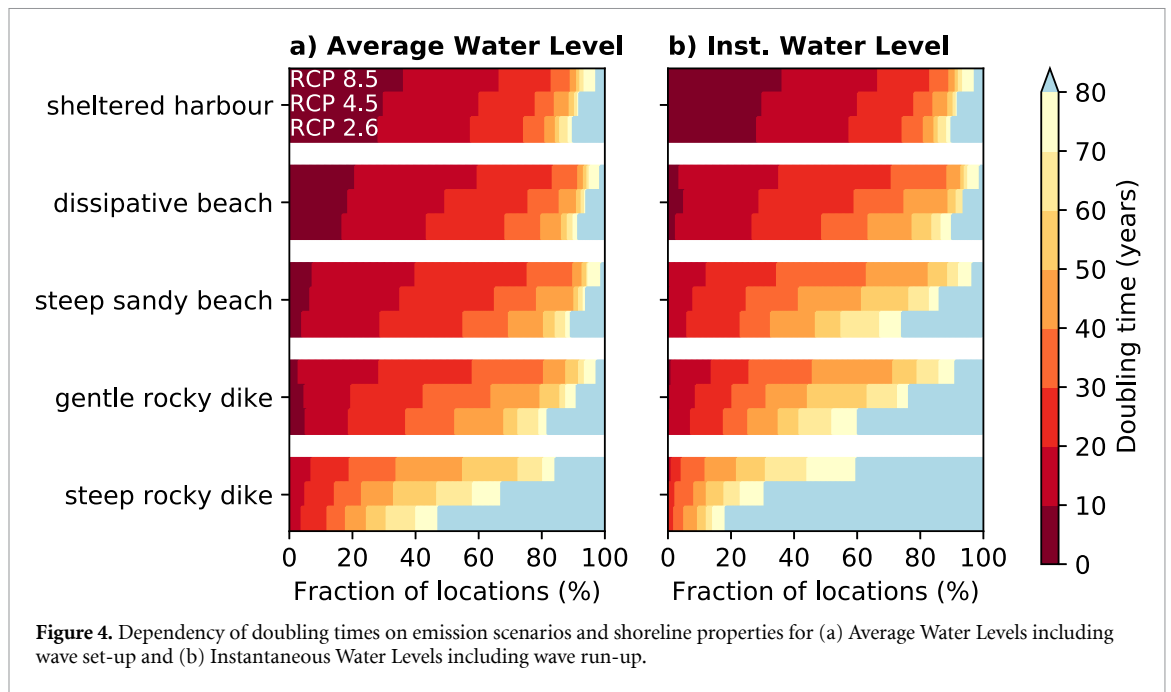 a) Average Water Level
b) Inst. Water Level
sheltered harbour
RCP 8.5
RCP 4.5
RCP 2.6
dissipative beach
steep sandy beach
gentle rocky dike
steep rocky dike
0 20 40 60 80 100
Fraction of locations (%)
0 20 40 60 80 100
Fraction of locations (%)
80
70
60
50
40
30
20
10
0
Doubling time (years)
Figure 4. Dependency of doubling times on emission scenarios and shoreline properties for (a) Average Water Levels including
wave set-up and (b) Instantaneous Water Levels including wave run-up.